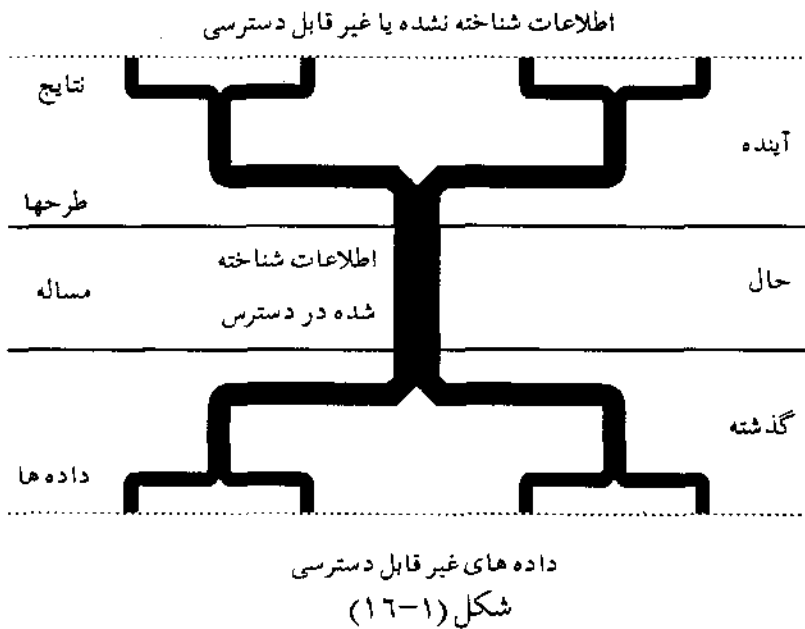 اطلاعات شناخته نشده یا غیر قابل دسترسی
نتایج
آینده
طرحها
حال
اطلاعات شناخته
شده در دسترس
مساله
گذشته
داده ها
داده های غیر قابل دسترسی
شکل (۱-۱٦)